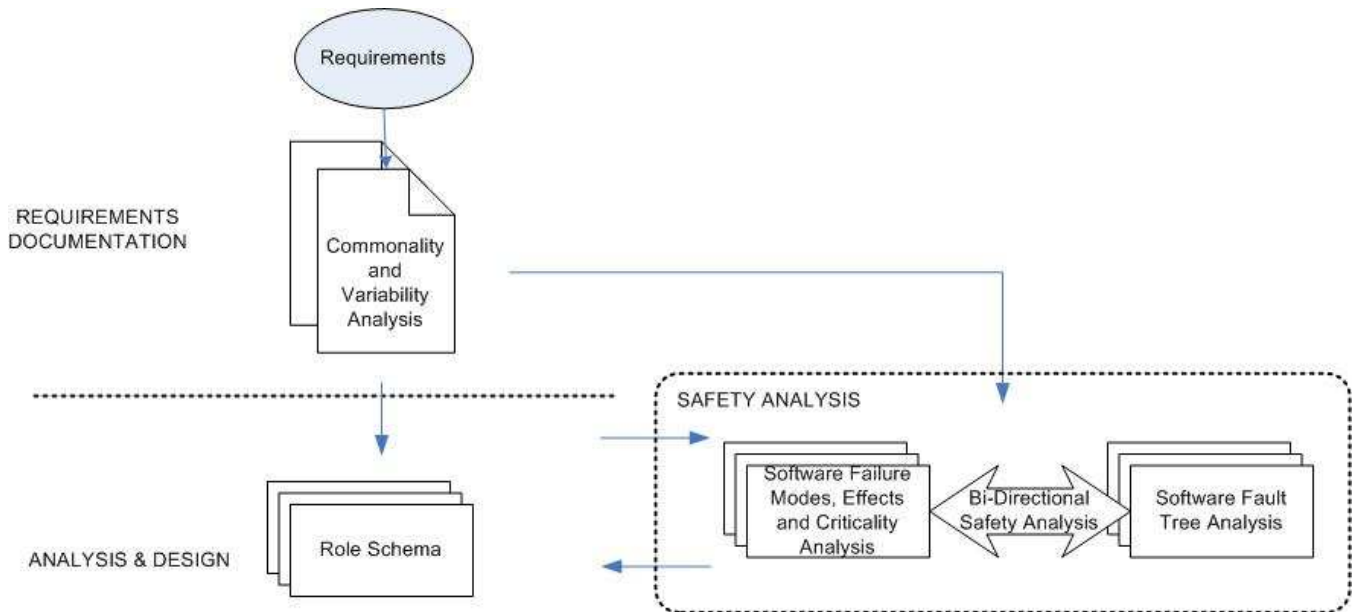 Requirements
REQUIREMENTS
DOCUMENTATION
Commonality
and
Variability
Analysis
SAFETY ANALYSIS
Software Failure
Modes, Effects
and Criticality
Analysis
Bi-Directional
Safety Analysis
Software Fault
Tree Analysis
ANALYSIS & DESIGN
Role Schema